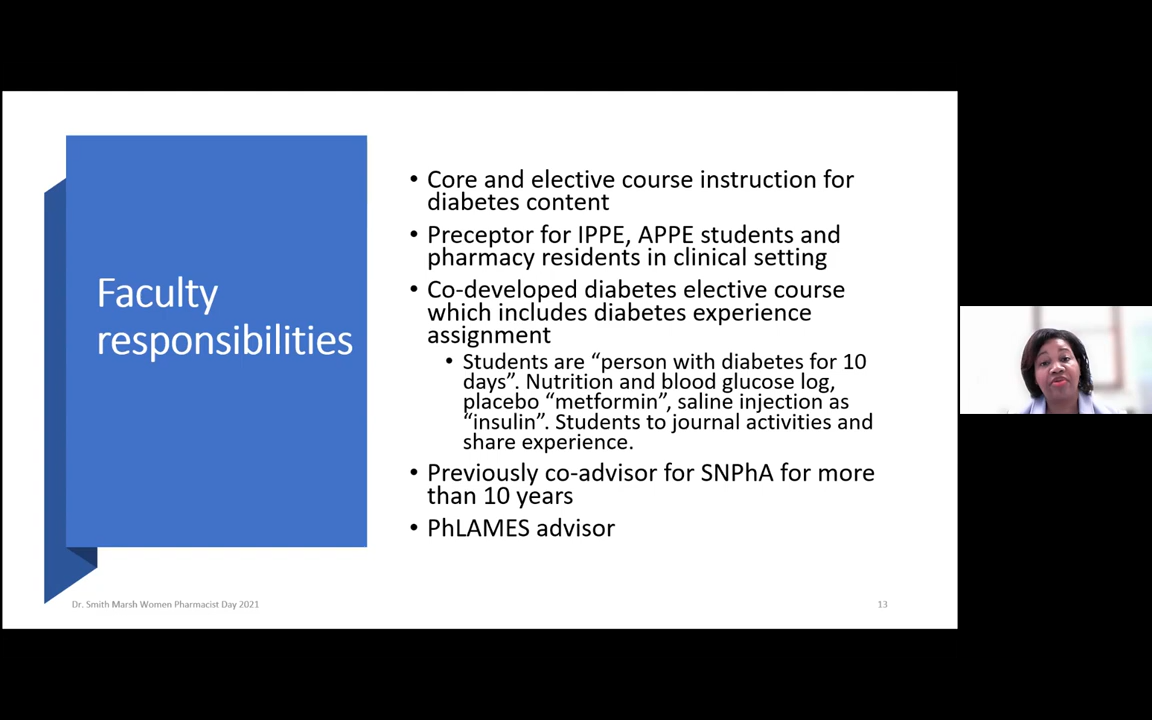 Faculty
responsibilities
• Core and elective course instruction for
diabetes content
• Preceptor for IPPE, APPE students and
pharmacy residents in clinical setting
• Co-developed diabetes elective course
which includes diabetes experience
assignment
• Students are “person with diabetes for 10
days”. Nutrition and blood glucose log,
placebo “metformin”, saline injection as
“insulin”. Students to journal activities and
share experience.
• Previously co-advisor for SNPhA for more
than 10 years
• PhLAMES advisor
Dr. Smith Marsh Women Pharmacist Day 2021
13